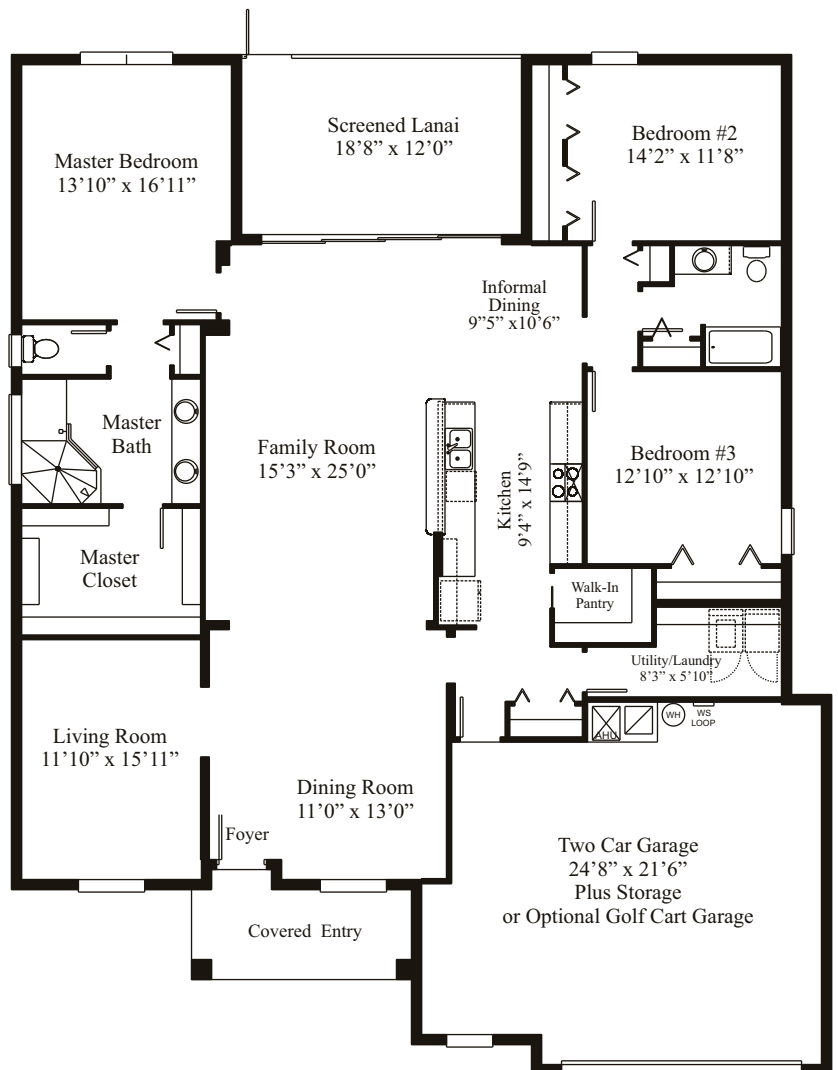 Screened Lanai
18’8” x 12’0”
Bedroom #2
14’2” x 11’8”
Master Bedroom
13’10” x 16’11”
Informal
Dining
9”5” x10’6”
Master
Bath
Family Room
15’3” x 25’0”
Kitchen
9’4” x 14’9”
Bedroom #3
12’10” x 12’10”
Master
Closet
Walk-In
Pantry
Utility/Laundry
8’3” x 5’10”
Living Room
11’10” x 15’11”
AHU
WH
WS
LOOP
Dining Room
11’0” x 13’0”
Foyer
Two Car Garage
24’8” x 21’6”
Plus Storage
or Optional Golf Cart Garage
Covered Entry